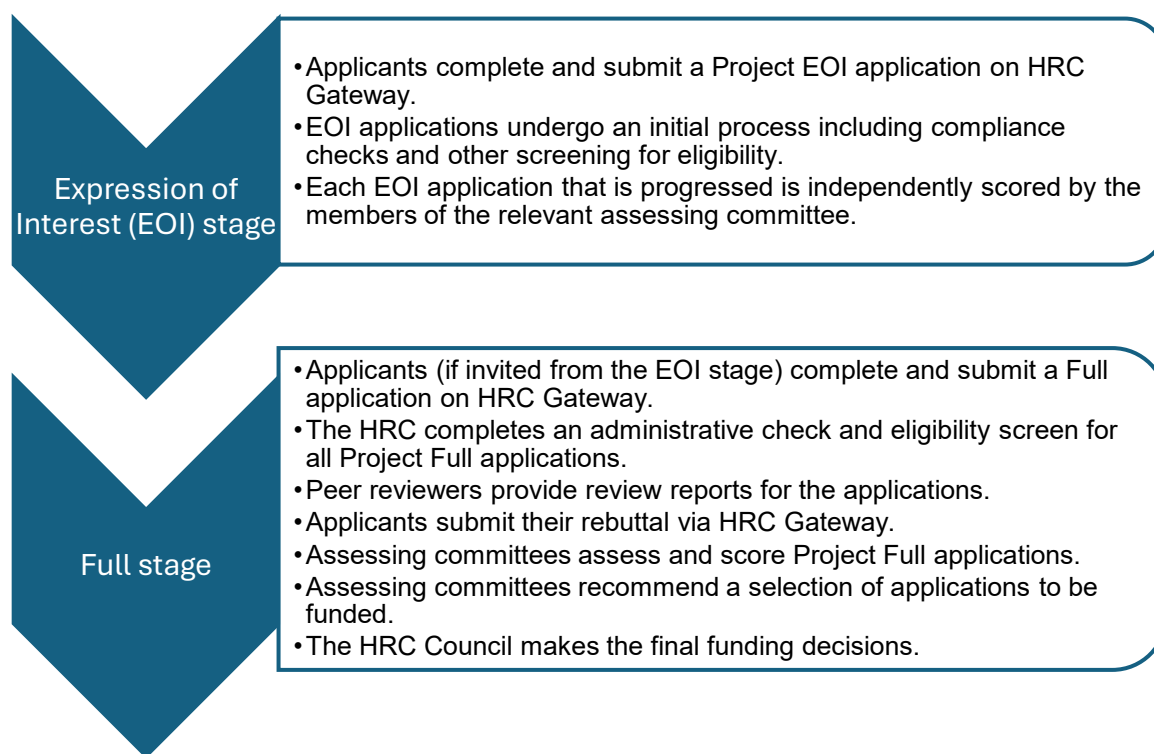 Expression of
Interest (EOI) stage
•Applicants complete and submit a Project EOI application on HRC
Gateway.
•EOI applications undergo an initial process including compliance
checks and other screening for eligibility.
•Each EOI application that is progressed is independently scored by the
members of the relevant assessing committee.
Full stage
•Applicants (if invited from the EOI stage) complete and submit a Full
application on HRC Gateway.
•The HRC completes an administrative check and eligibility screen for
all Project Full applications.
•Peer reviewers provide review reports for the applications.
•Applicants submit their rebuttal via HRC Gateway.
•Assessing committees assess and score Project Full applications.
•Assessing committees recommend a selection of applications to be
funded.
•The HRC Council makes the final funding decisions.